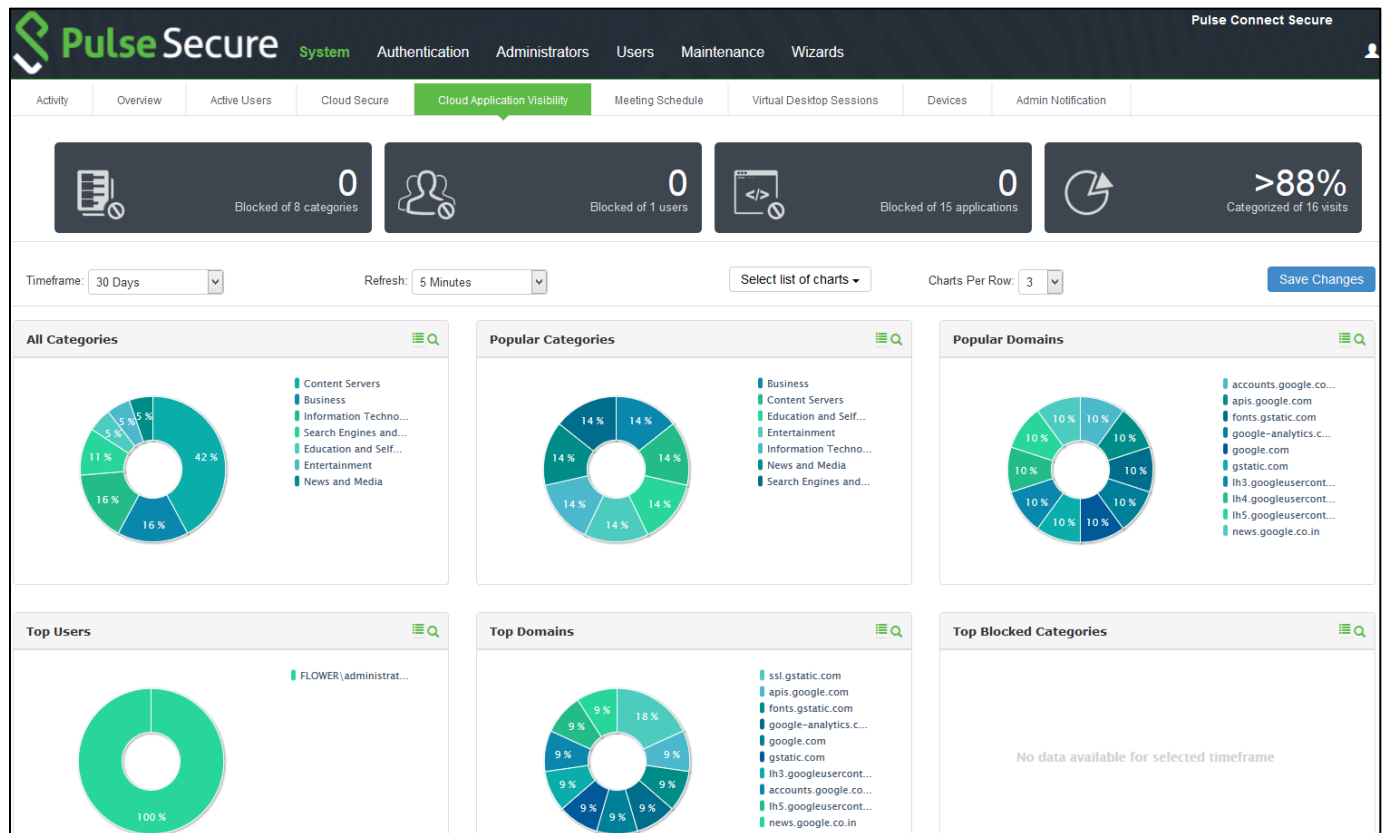 Pulse Connect Secure
Pulse Secure System Authentication Administrators Users Maintenance Wizards
Activity Overview Active Users Cloud Secure Cloud Application Visibility Meeting Schedule Virtual Desktop Sessions Devices Admin Notification
0
Blocked of 8 categories
0
Blocked of 1 users
</>
0
Blocked of 15 applications
>88%
Categorized of 16 visits
Timeframe: 30 Days Refresh: 5 Minutes Select list of charts Charts Per Row: 3 Save Changes
All Categories
Content Servers
Business
Information Techno...
Search Engines and...
Education and Self...
Entertainment
News and Media
42 %
16 %
16 %
11 %
5 %
5 %
5 %
Popular Categories
Business
Content Servers
Education and Self...
Entertainment
Information Techno...
News and Media
Search Engines and...
14 %
14 %
14 %
14 %
14 %
14 %
14 %
Popular Domains
accounts.google.co...
apis.google.com
fonts.gstatic.com
google-analytics.c...
google.com
gstatic.com
lh3.googleusercont...
lh4.googleusercont...
lh5.googleusercont...
news.google.co.in
10 %
10 %
10 %
10 %
10 %
10 %
10 %
10 %
10 %
10 %
Top Users
FLOWER\administrat...
100 %
Top Domains
ssl.gstatic.com
apis.google.com
fonts.gstatic.com
google-analytics.c...
google.com
gstatic.com
lh3.googleusercont...
accounts.google.co...
lh5.googleusercont...
news.google.co.in
18 %
9 %
9 %
9 %
9 %
9 %
9 %
9 %
9 %
9 %
Top Blocked Categories
No data available for selected timeframe